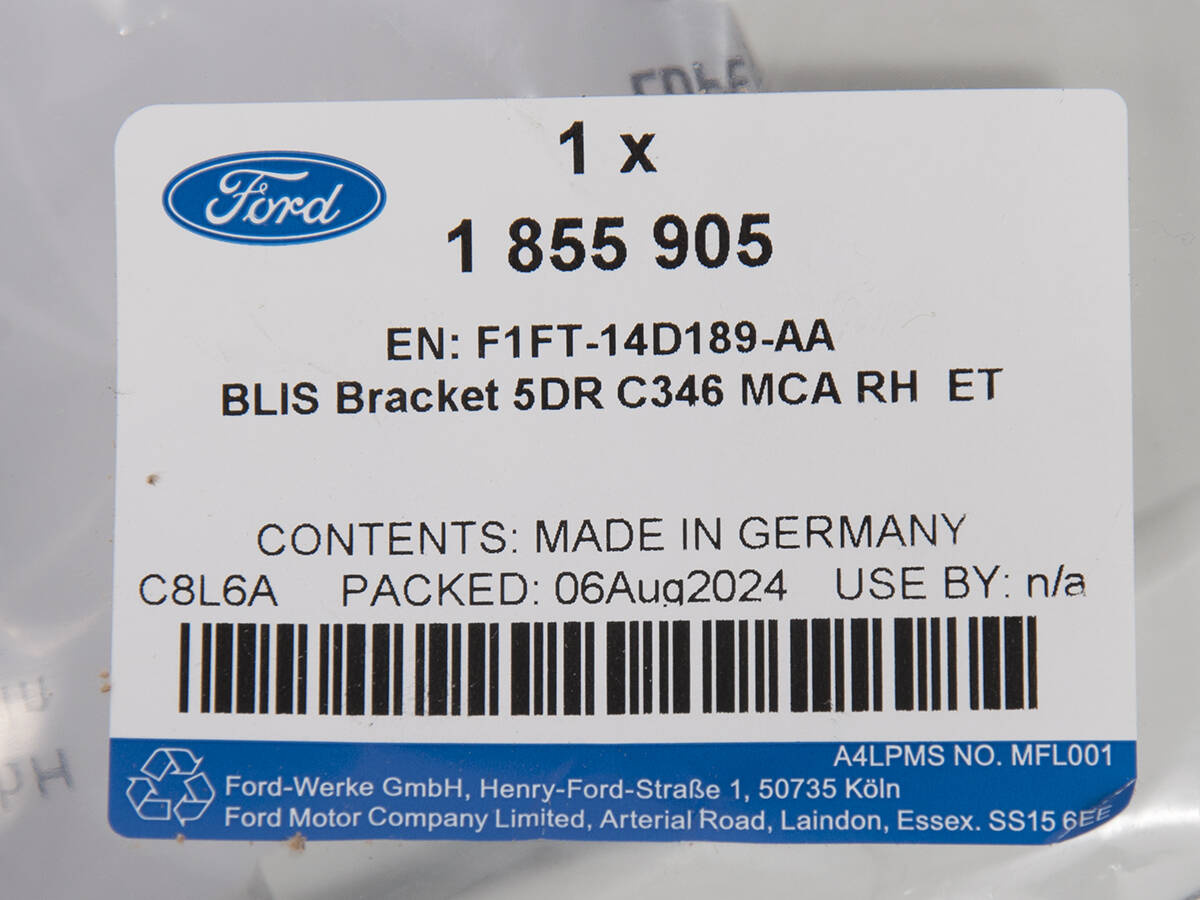 1 x
Ford
1 855 905
EN: F1FT-14D189-AA
BLIS Bracket 5DR C346 MCA RH ET
CONTENTS: MADE IN GERMANY
C8L6A PACKED: 06Aug2024 USE BY: n/a
A4LPMS NO. MFL001
Ford-Werke GmbH, Henry-Ford-Straße 1, 50735 Köln
Ford Motor Company Limited, Arterial Road, Laindon, Essex. SS15 6EE